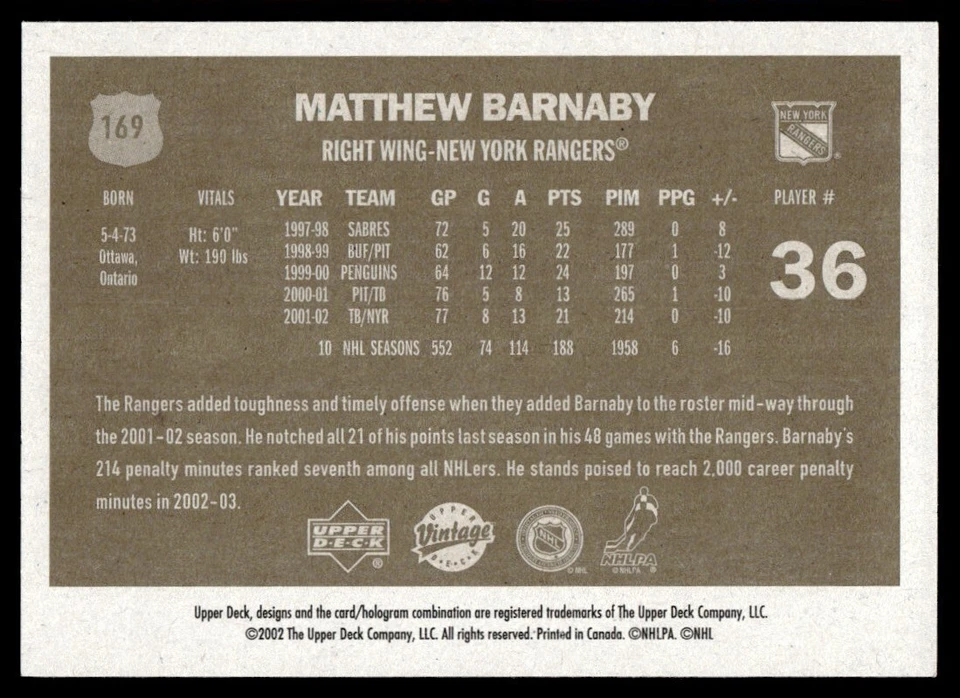 169
MATTHEW BARNABY
RIGHT WING-NEW YORK RANGERS®
NEW YORK
RANGERS
®
BORN VITALS YEAR TEAM GP G A PTS PIM PPG +/- PLAYER #
5-4-73 Ht: 6'0" 1997-98 SABRES 72 5 20 25 289 0 8
Ottawa, Wt: 190 lbs 1998-99 BUF/PIT 62 6 16 22 177 1 -12
Ontario 1999-00 PENGUINS 64 12 12 24 197 0 3
36
2000-01 PIT/TB 76 5 8 13 265 1 -10
2001-02 TB/NYR 77 8 13 21 214 0 -10
10 NHL SEASONS 552 74 114 188 1958 6 -16
The Rangers added toughness and timely offense when they added Barnaby to the roster mid-way through
the 2001-02 season. He notched all 21 of his points last season in his 48 games with the Rangers. Barnaby's
214 penalty minutes ranked seventh among all NHLers. He stands poised to reach 2,000 career penalty
minutes in 2002-03.
UPPER DECK ®
UPPER Vintage DECK
NHL © NHL
NHLPA ® © NHLPA
Upper Deck, designs and the card/hologram combination are registered trademarks of The Upper Deck Company, LLC.
©2002 The Upper Deck Company, LLC. All rights reserved. Printed in Canada. ©NHLPA. ©NHL